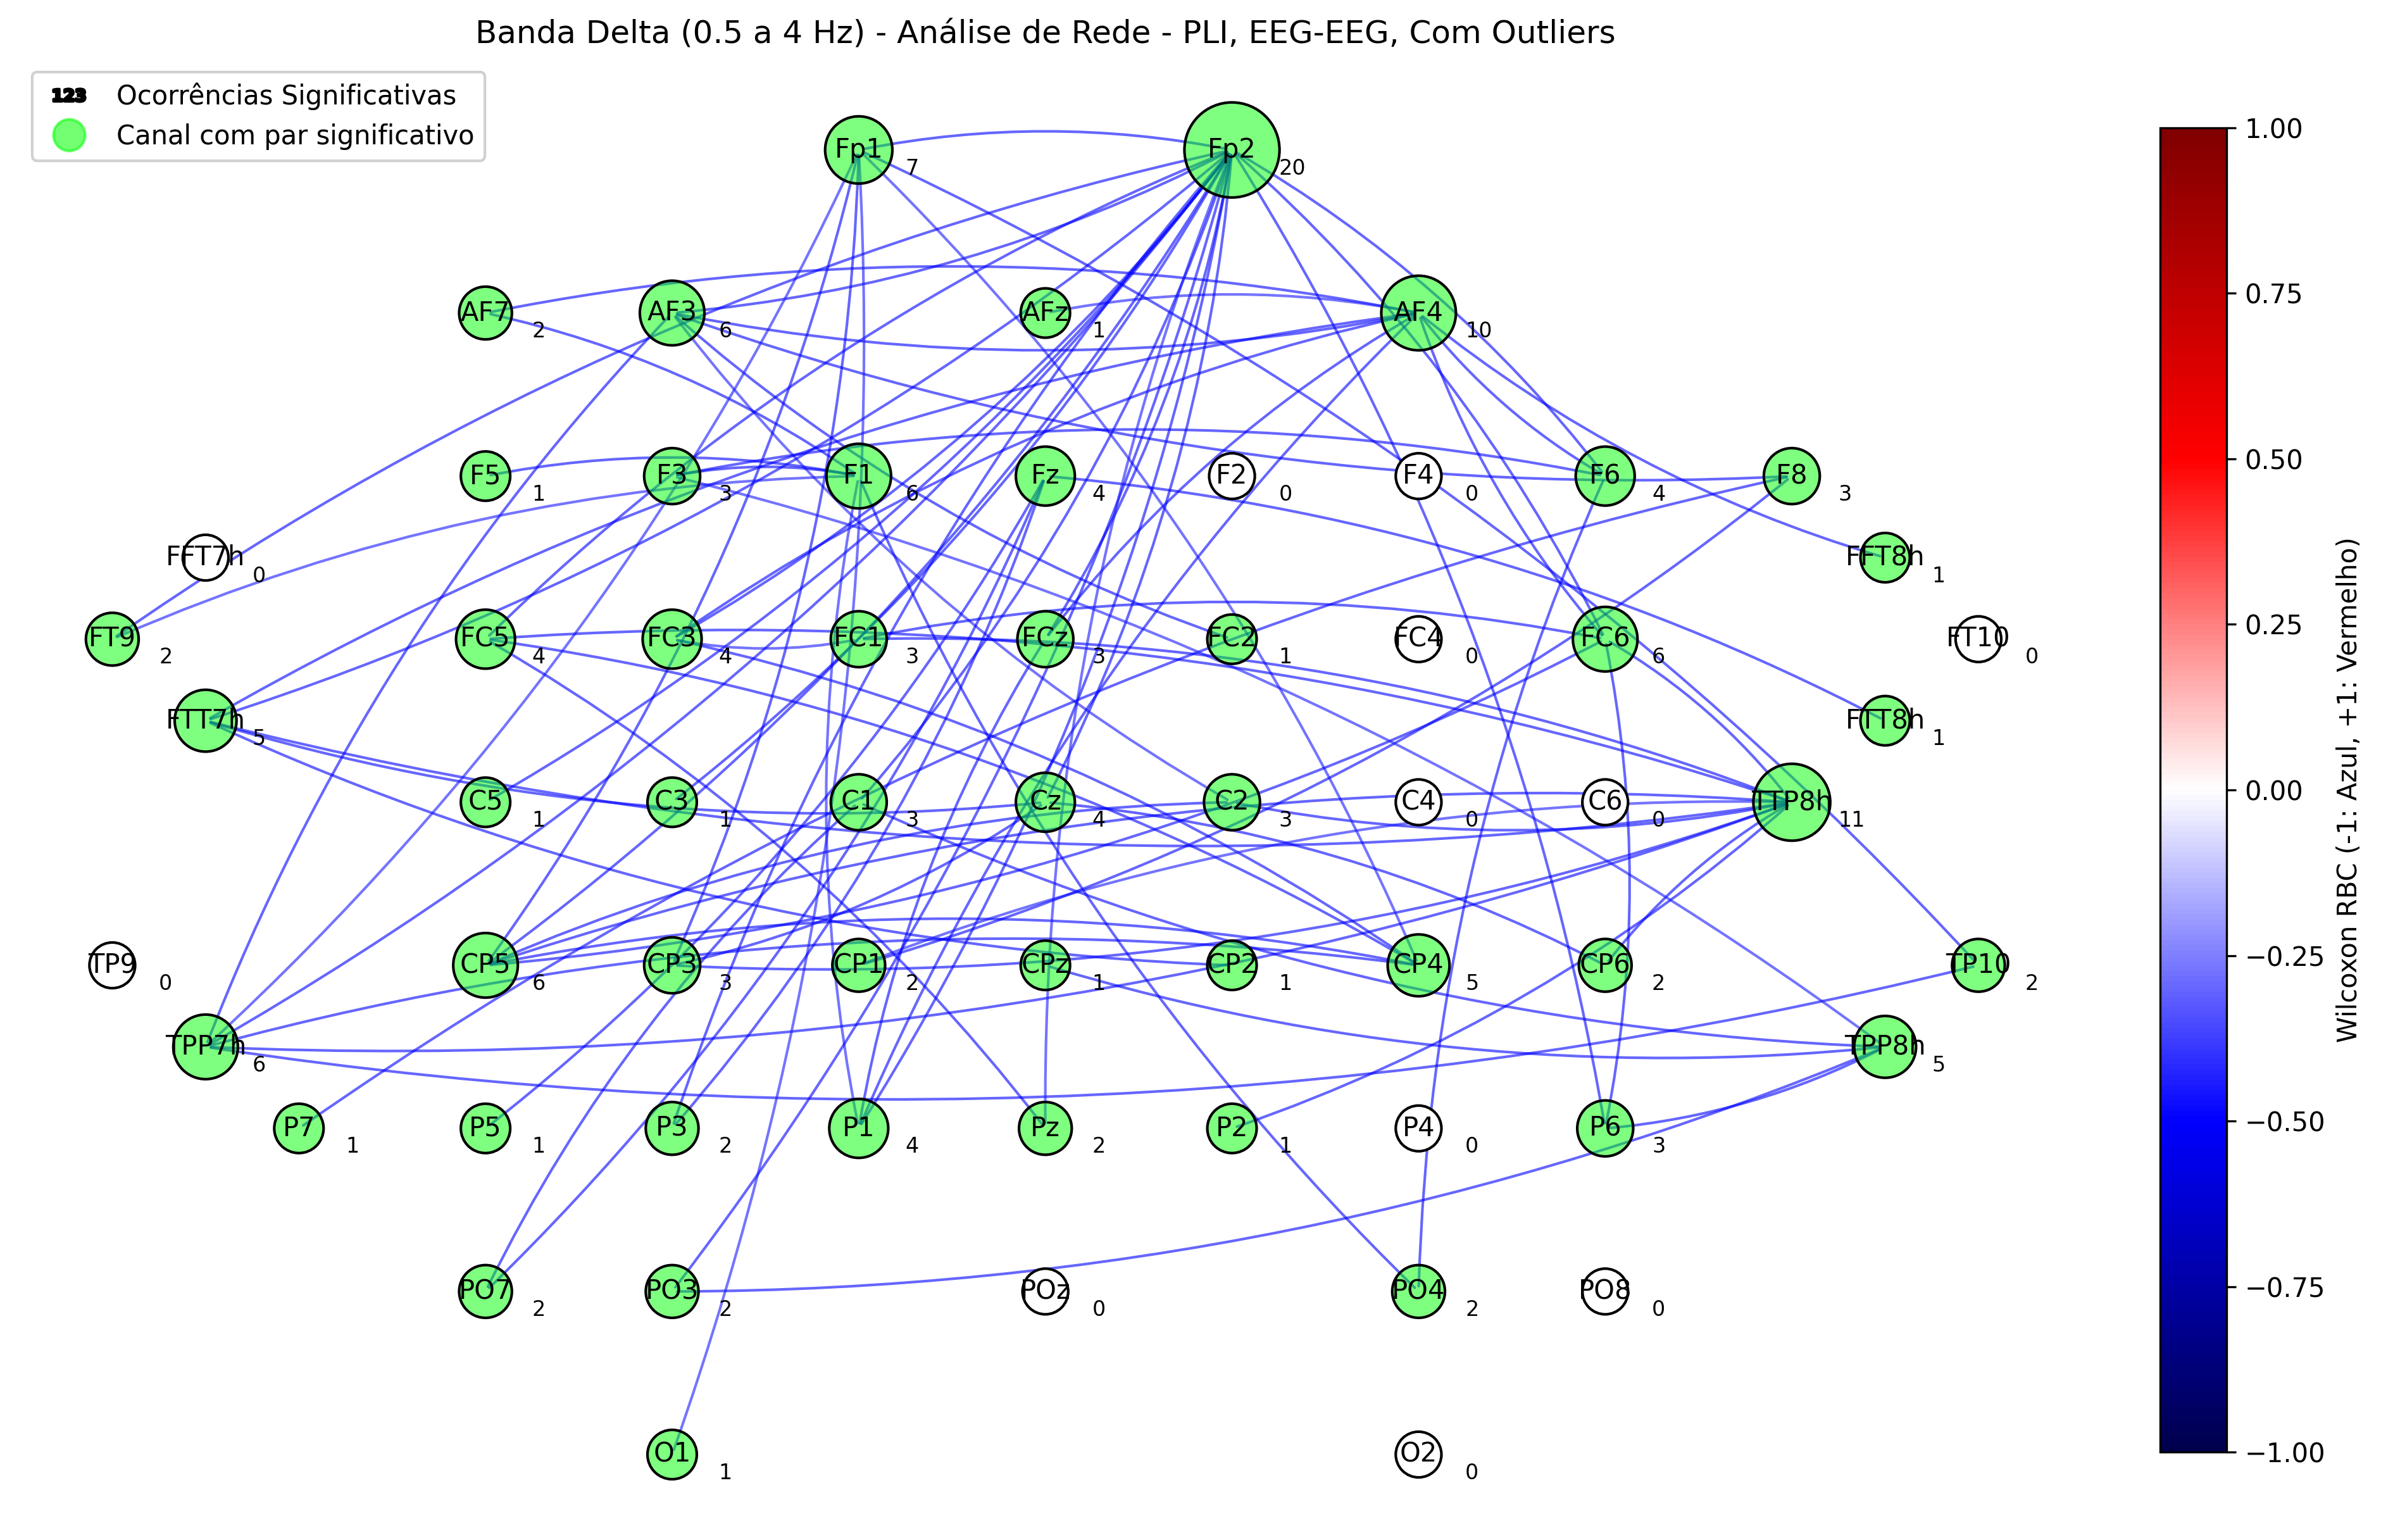 Banda Delta (0.5 a 4 Hz) - Análise de Rede - PLI, EEG-EEG, Com Outliers
123 Ocorrências Significativas
Canal com par significativo
Fp1 7
Fp2 20
AF7 2
AF3 6
AFz 1
AF4 10
F5 1
F3 3
F1 6
Fz 4
F2 0
F4 0
F6 4
F8 3
FFT7h 0
FFT8h 1
FT9 2
FC5 4
FC3 4
FC1 3
FCz 3
FC2 1
FC4 0
FC6 6
FT10 0
FTT7h 5
FTT8h 1
C5 1
C3 1
C1 3
Cz 4
C2 3
C4 0
C6 0
TTP8h 11
TP9 0
CP5 6
CP3 3
CP1 2
CPz 1
CP2 1
CP4 5
CP6 2
TP10 2
TPP7h 6
TPP8h 5
P7 1
P5 1
P3 2
P1 4
Pz 2
P2 1
P4 0
P6 3
PO7 2
PO3 2
POz 0
PO4 2
PO8 0
O1 1
O2 0
1.00
0.75
0.50
0.25
0.00
−0.25
−0.50
−0.75
−1.00
Wilcoxon RBC (-1: Azul, +1: Vermelho)